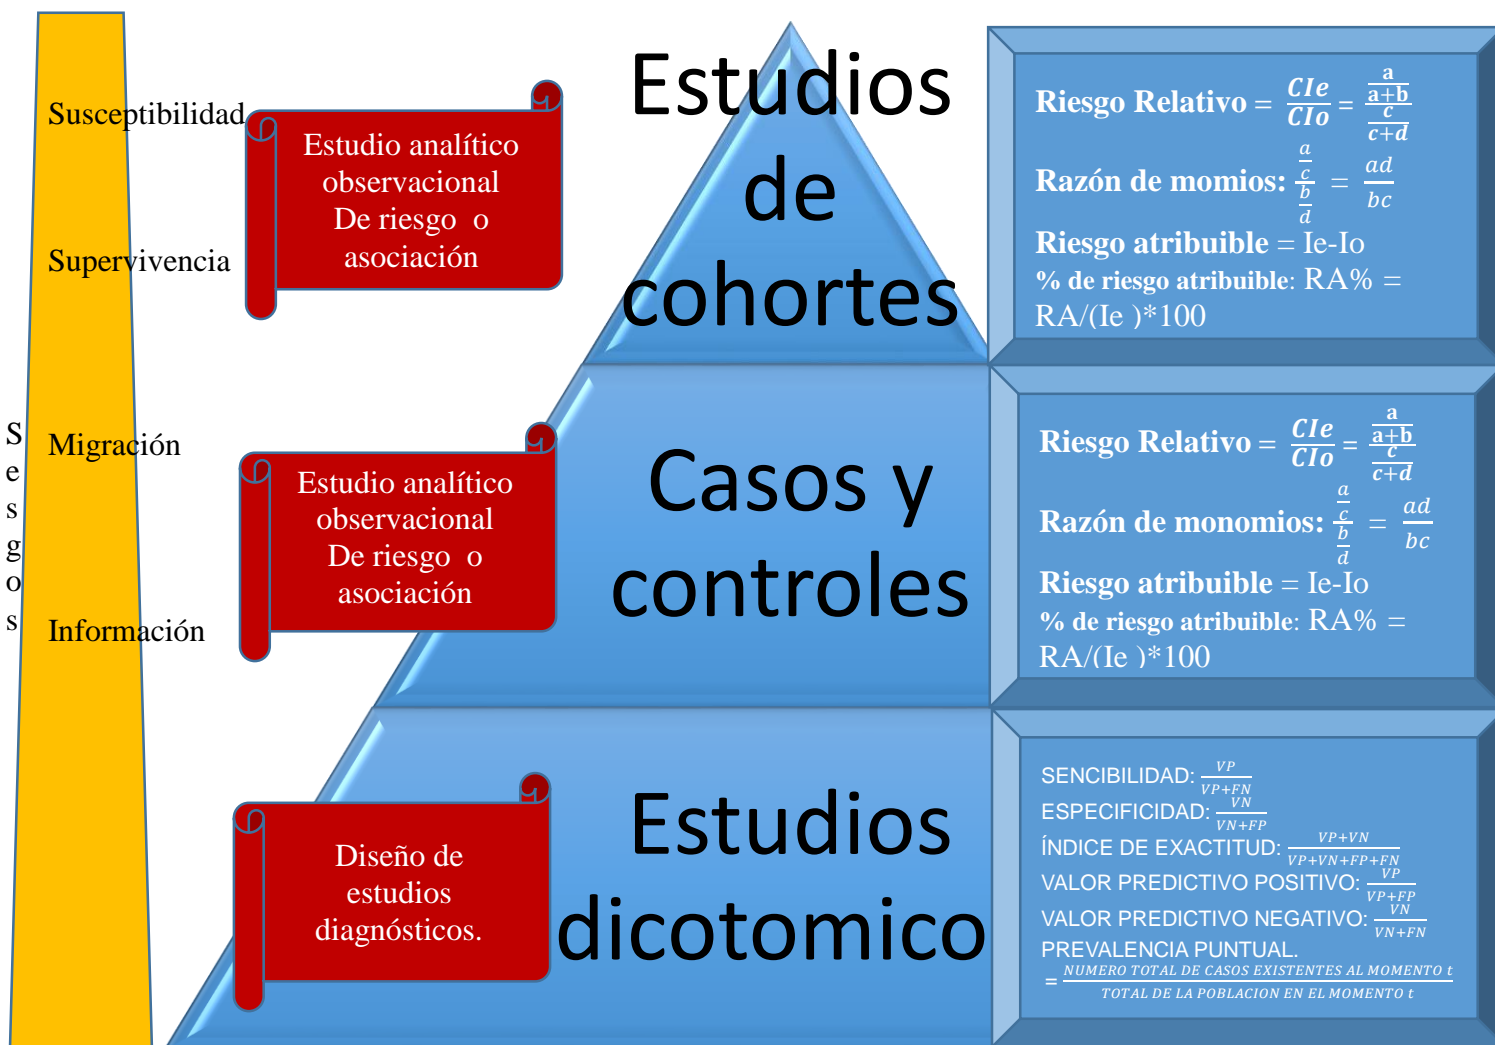 Sesgos
Susceptibilidad
Supervivencia
Migración
Información
Estudio analítico
observacional
De riesgo o
asociación
Estudios
de
cohortes
Riesgo Relativo = CIe/CIo = (a/(a+b))/(c/(c+d))
Razón de momios: (a/c)/(b/d) = ad/bc
Riesgo atribuible = Ie-Io
% de riesgo atribuible: RA% =
RA/(Ie )*100
Estudio analítico
observacional
De riesgo o
asociación
Casos y
controles
Riesgo Relativo = CIe/CIo = (a/(a+b))/(c/(c+d))
Razón de monomios: (a/c)/(b/d) = ad/bc
Riesgo atribuible = Ie-Io
% de riesgo atribuible: RA% =
RA/(Ie )*100
Diseño de
estudios
diagnósticos.
Estudios
dicotomico
SENCIBILIDAD: VP/(VP+FN)
ESPECIFICIDAD: VN/(VN+FP)
ÍNDICE DE EXACTITUD: (VP+VN)/(VP+VN+FP+FN)
VALOR PREDICTIVO POSITIVO: VP/(VP+FP)
VALOR PREDICTIVO NEGATIVO: VN/(VN+FN)
PREVALENCIA PUNTUAL.
= NUMERO TOTAL DE CASOS EXISTENTES AL MOMENTO t / TOTAL DE LA POBLACION EN EL MOMENTO t